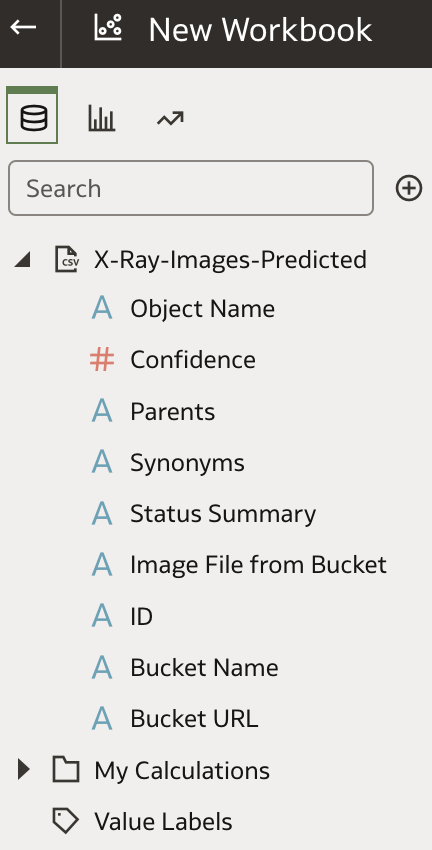 New Workbook
Search
CSV X-Ray-Images-Predicted
A Object Name
# Confidence
A Parents
A Synonyms
A Status Summary
A Image File from Bucket
A ID
A Bucket Name
A Bucket URL
My Calculations
Value Labels